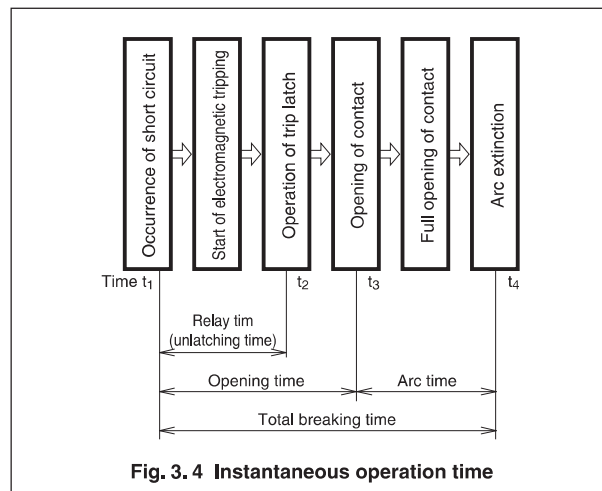 Occurrence of short circuit
Start of electromagnetic tripping
Operation of trip latch
Opening of contact
Full opening of contact
Arc extinction
Time t1
t2
t3
t4
Relay tim
(unlatching time)
Opening time
Arc time
Total breaking time
Fig. 3. 4 Instantaneous operation time